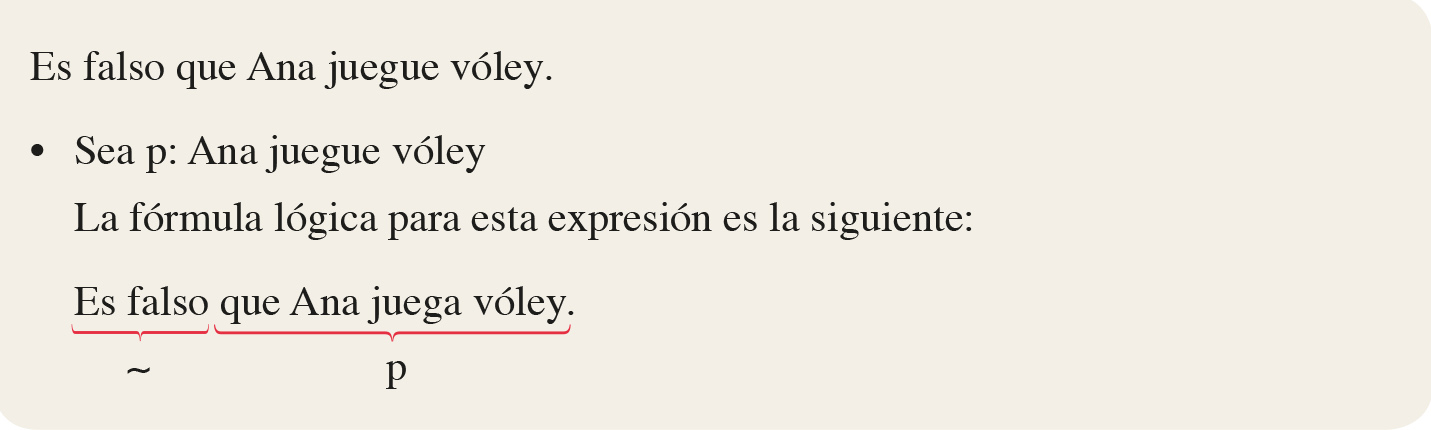 Es falso que Ana juegue vóley.
• Sea p: Ana juegue vóley
La fórmula lógica para esta expresión es la siguiente:
Es falso que Ana juega vóley.
~ p